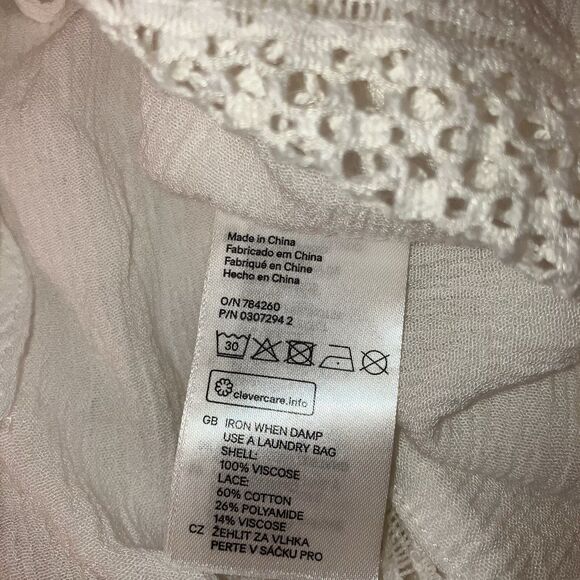 Made in China
Fabricado em China
Fabriqué en Chine
Hecho en China
O/N 784260
P/N 0307294 2
30
clevercare.info
GB IRON WHEN DAMP
USE A LAUNDRY BAG
SHELL:
100% VISCOSE
LACE:
60% COTTON
26% POLYAMIDE
14% VISCOSE
CZ ŽEHLIT ZA VLHKA
PERTE V SÁČKU PRO